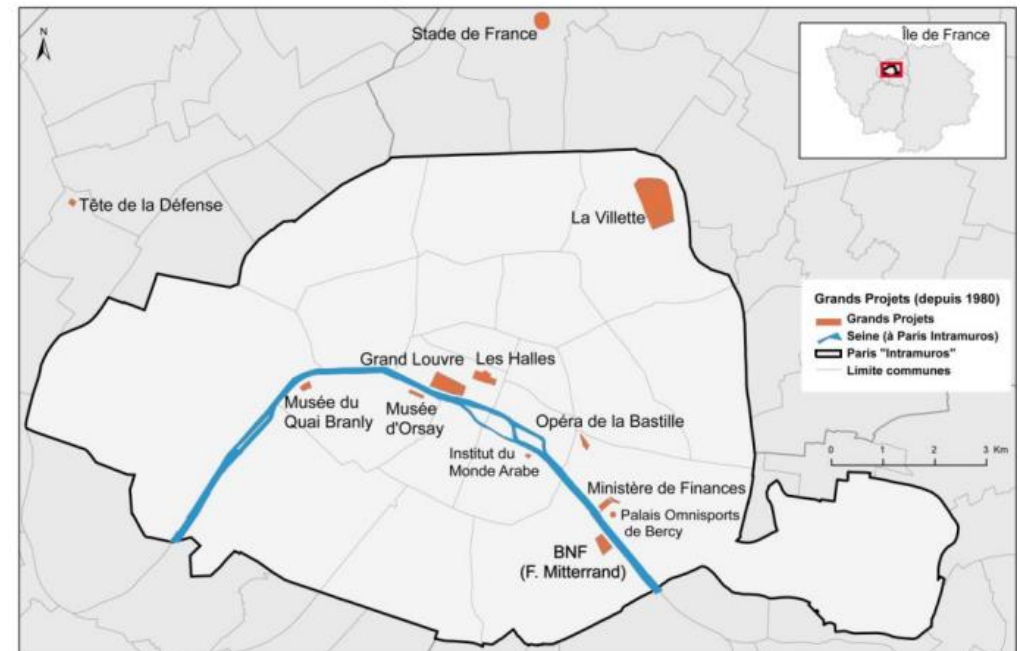 N
Stade de France
Île de France
Tête de la Défense
La Villette
Grands Projets (depuis 1980)
Grands Projets
Seine (à Paris Intramuros)
Paris "Intramuros"
Limite communes
Grand Louvre
Les Halles
Musée du
Quai Branly
Musée
d'Orsay
Opéra de la Bastille
Institut du
Monde Arabe
0 1 2 3 Km
Ministère de Finances
Palais Omnisports
de Bercy
BNF
(F. Mitterrand)